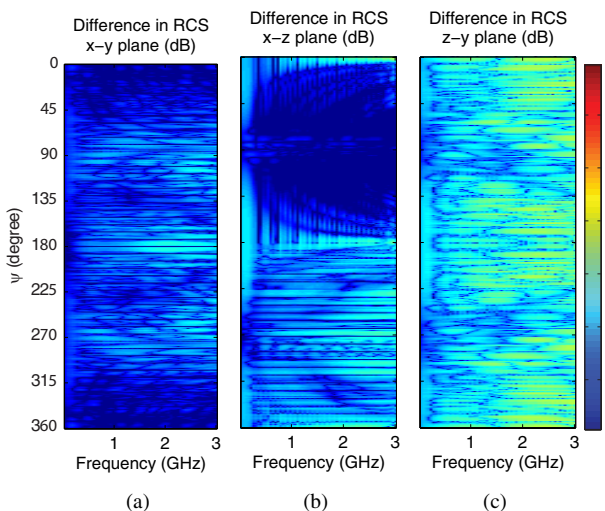 Difference in RCS
x−y plane (dB)
Difference in RCS
x−z plane (dB)
Difference in RCS
z−y plane (dB)
ψ (degree)
0
45
90
135
180
225
270
315
360
1 2 3
1 2 3
1 2 3
Frequency (GHz)
Frequency (GHz)
Frequency (GHz)
(a)
(b)
(c)